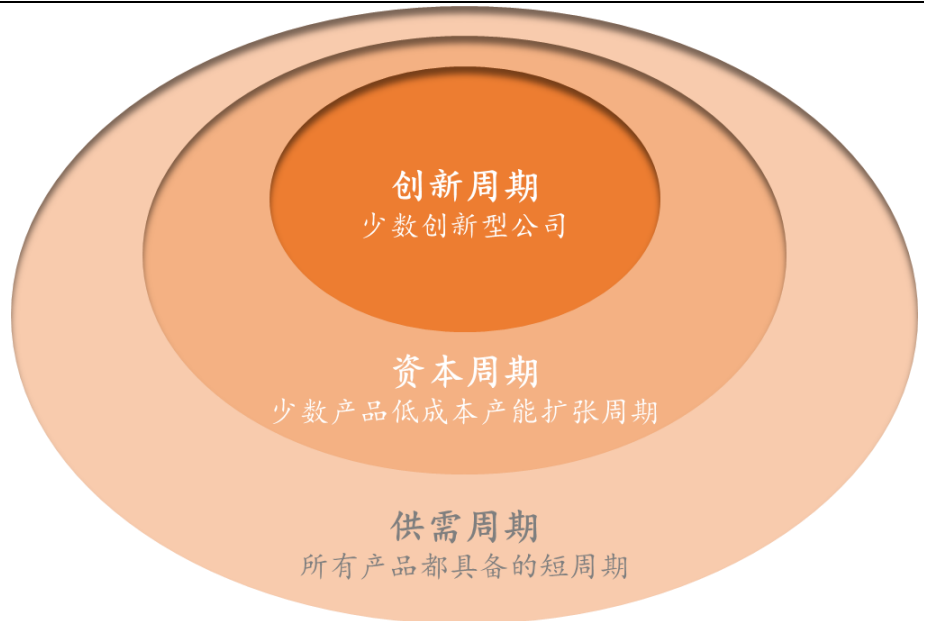 创新周期
少数创新型公司
资本周期
少数产品低成本产能扩张周期
供需周期
所有产品都具备的短周期